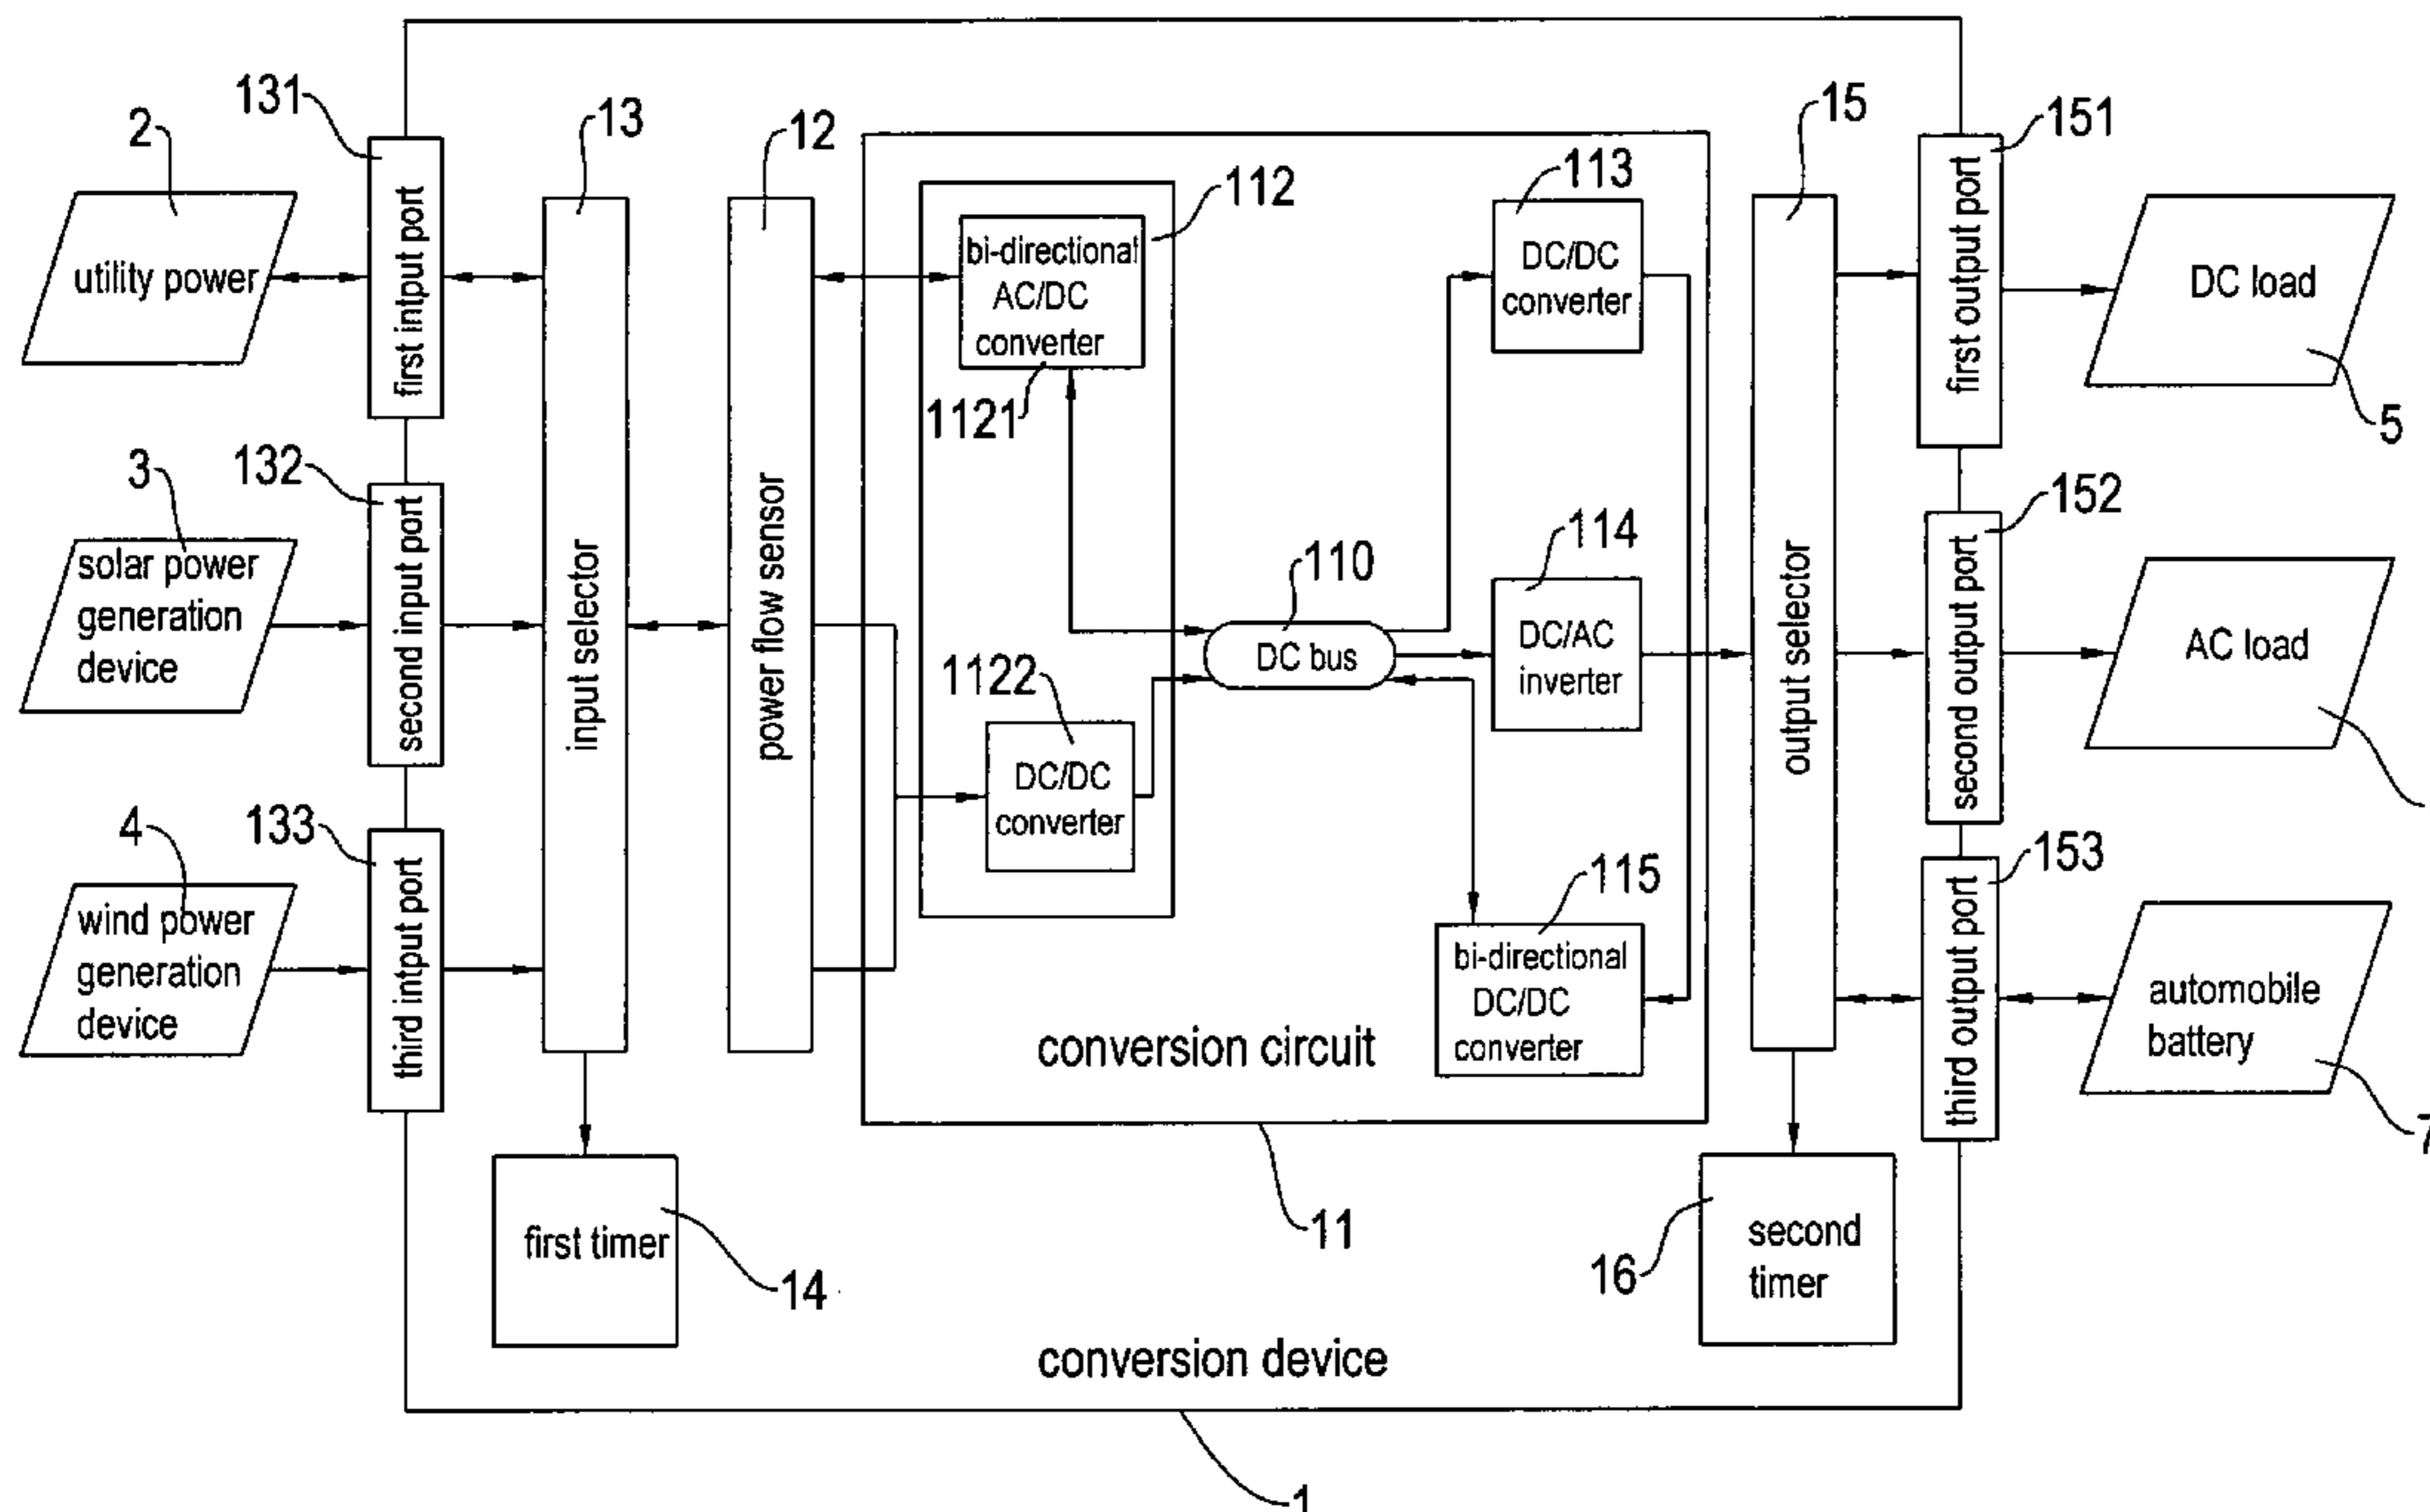 131
2
13
12
15
151
112
113
utility power
first intput port
bi-directional
AC/DC
converter
DC/DC
converter
first output port
DC load
1121
5
3
132
152
114
110
solar power
generation
device
second input port
input selector
power flow sensor
DC bus
DC/AC
inverter
output selector
second output port
AC load
1122
DC/DC
converter
4
133
153
115
wind power
generation
device
third intput port
bi-directional
DC/DC
converter
third output port
automobile
battery
7
conversion circuit
11
first timer
14
16
second
timer
conversion device
1